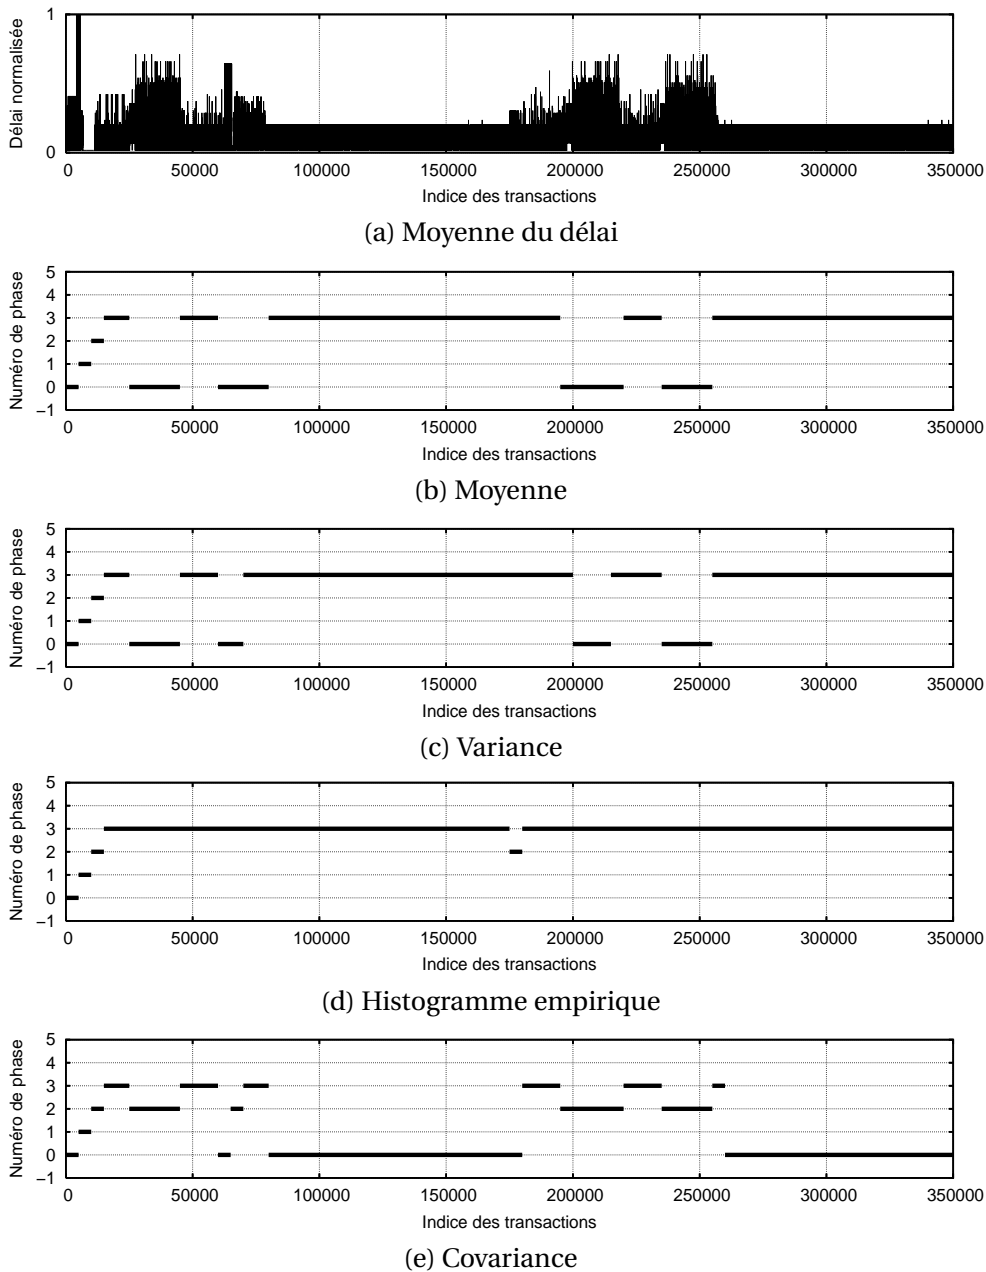 Délai normalisée
1
0
0 50000 100000 150000 200000 250000 300000 350000
Indice des transactions
(a) Moyenne du délai
Numéro de phase
5
4
3
2
1
0
−1
0 50000 100000 150000 200000 250000 300000 350000
Indice des transactions
(b) Moyenne
Numéro de phase
5
4
3
2
1
0
−1
0 50000 100000 150000 200000 250000 300000 350000
Indice des transactions
(c) Variance
Numéro de phase
5
4
3
2
1
0
−1
0 50000 100000 150000 200000 250000 300000 350000
Indice des transactions
(d) Histogramme empirique
Numéro de phase
5
4
3
2
1
0
−1
0 50000 100000 150000 200000 250000 300000 350000
Indice des transactions
(e) Covariance